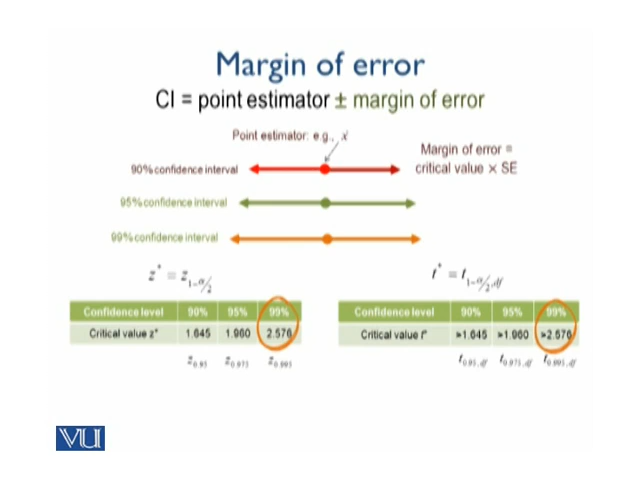 Margin of error
CI = point estimator ± margin of error
Point estimator: e.g., x̄
Margin of error =
critical value × SE
90% confidence interval
95% confidence interval
99% confidence interval
z* = z₁₋α/₂
t* = t₁₋α/₂,df
Confidence level 90% 95% 99%
Critical value z* 1.645 1.960 2.576
z₀.₉₅ z₀.₉₇₅ z₀.₉₉₅
Confidence level 90% 95% 99%
Critical value t* >1.645 >1.960 >2.576
t₀.₉₅,df t₀.₉₇₅,df t₀.₉₉₅,df
VU